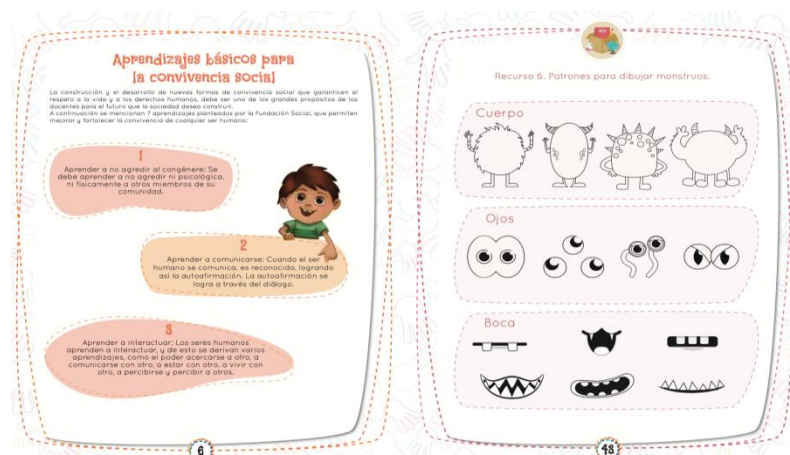 Aprendizajes básicos para
la convivencia social
La construcción y el desarrollo de nuevas formas de convivencia social que garanticen el
respeto a la vida y a los derechos humanos, debe ser uno de los grandes propósitos de los
docentes para el futuro que la sociedad desea construir.
A continuación se mencionan 7 aprendizajes planteados por la Fundación Social, que permiten
mejorar y fortalecer la convivencia de cualquier ser humano:
1
Aprender a no agredir al congénere: Se
debe aprender a no agredir ni psicológica,
ni físicamente a otros miembros de su
comunidad.
2
Aprender a comunicarse: Cuando el ser
humano se comunica, es reconocido, logrando
así la autoafirmación. La autoafirmación se
logra a través del diálogo.
3
Aprender a interactuar: Los seres humanos
aprenden a interactuar, y de esto se derivan varios
aprendizajes, como el poder acercarse a otro, a
comunicarse con otro, a estar con otro, a vivir con
otro, a percibirse y percibir a otros.
6
Recurso 6. Patrones para dibujar monstruos.
Cuerpo
Ojos
Boca
43